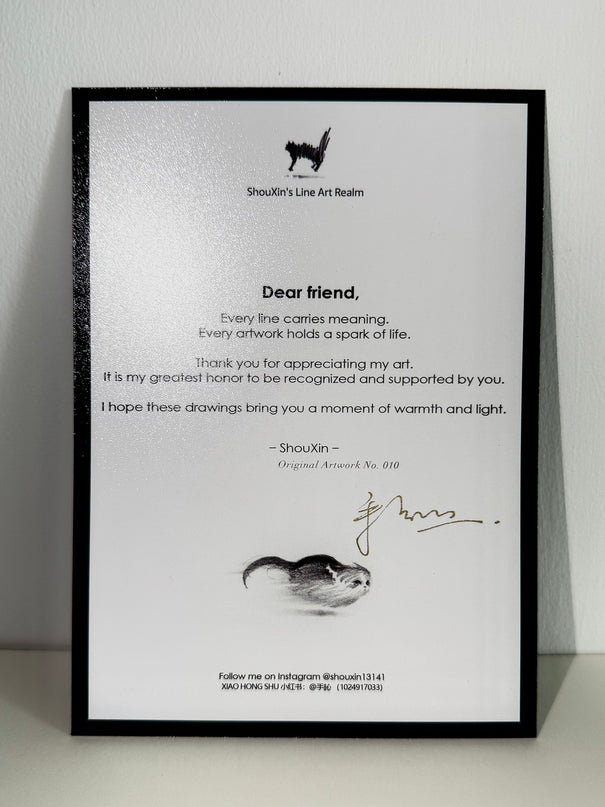 ShouXin's Line Art Realm
Dear friend,
Every line carries meaning.
Every artwork holds a spark of life.
Thank you for appreciating my art.
It is my greatest honor to be recognized and supported by you.
I hope these drawings bring you a moment of warmth and light.
– ShouXin –
Original Artwork No. 010
Follow me on Instagram @shouxin13141
XIAO HONG SHU 小红书: @手 (1024917033)